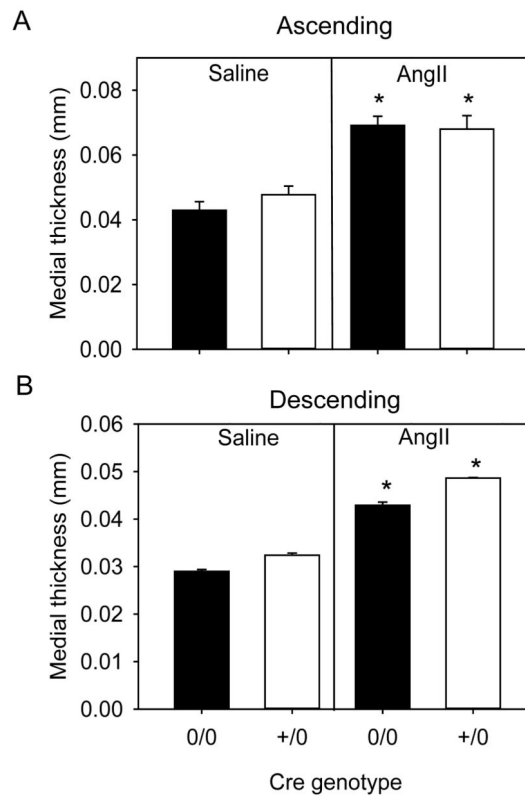 A
Ascending
Saline AngII
Medial thickness (mm)
0.08
0.06
0.04
0.02
0.00
* *
B
Descending
Saline AngII
Medial thickness (mm)
0.06
0.05
0.04
0.03
0.02
0.01
0.00
* *
0/0 +/0 0/0 +/0
Cre genotype